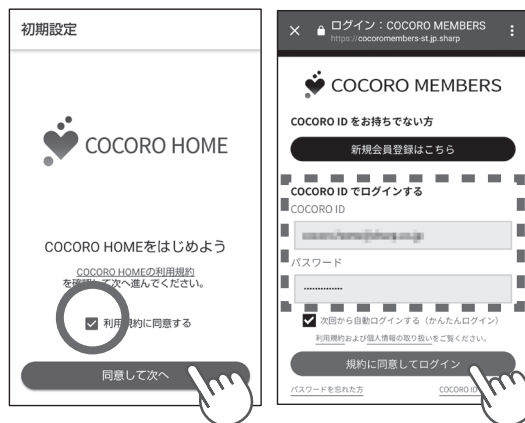 初期設定
COCORO HOME
COCORO HOMEをはじめよう
COCORO HOMEの利用規約
を確認して次へ進んでください。
利用規約に同意する
同意して次へ
ログイン：COCORO MEMBERS
https://cocoromembers-st.jp.sharp
COCORO MEMBERS
COCORO ID をお持ちでない方
新規会員登録はこちら
COCORO ID でログインする
COCORO ID
パスワード
..............
次回から自動ログインする（かんたんログイン）
利用規約および個人情報の取り扱いをご覧ください。
規約に同意してログイン
パスワードを忘れた方
COCORO ID